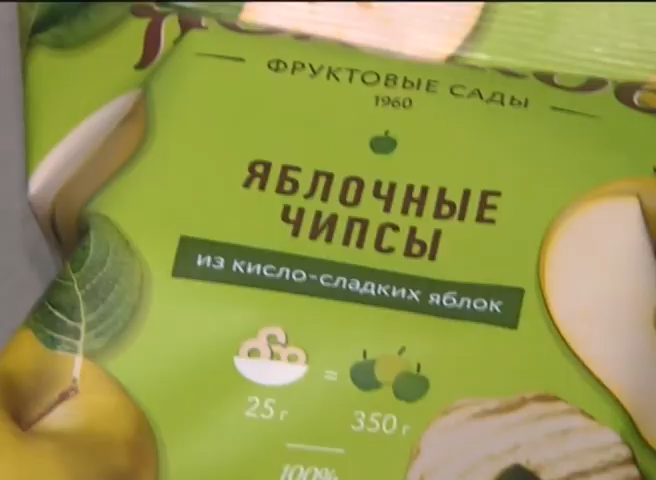 ФРУКТОВЫЕ САДЫ
1960
ЯБЛОЧНЫЕ
ЧИПСЫ
из кисло-сладких яблок
=
25 г
350 г
100%